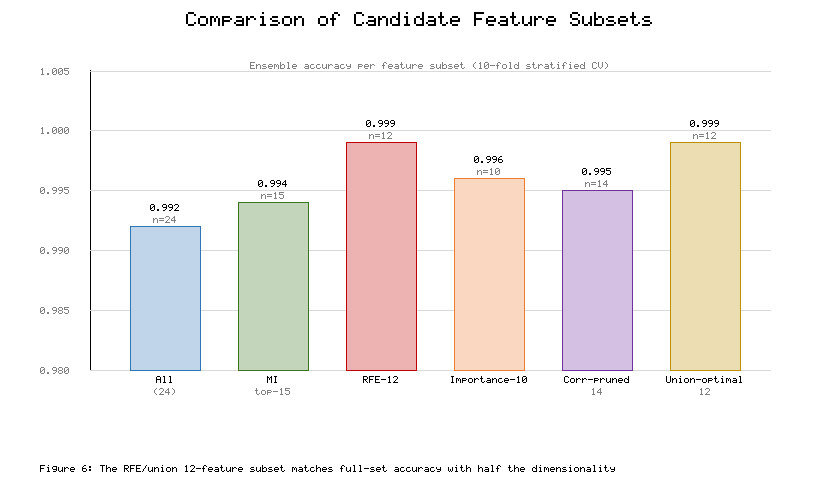 Comparison of Candidate Feature Subsets
Ensemble accuracy per feature subset (10-fold stratified CV)
1.005
1.000
0.995
0.990
0.985
0.980
0.992
n=24
0.994
n=15
0.999
n=12
0.996
n=10
0.995
n=14
0.999
n=12
All
(24)
MI
top-15
RFE-12
Importance-10
Corr-pruned
14
Union-optimal
12
Figure 6: The RFE/union 12-feature subset matches full-set accuracy with half the dimensionality